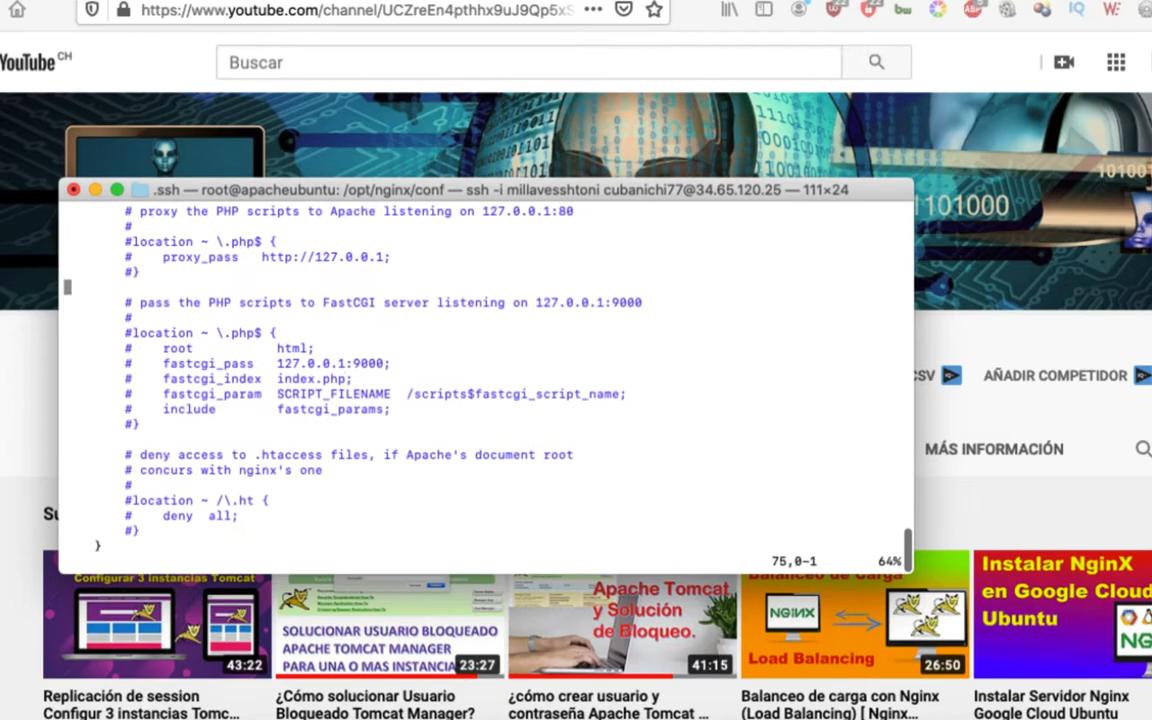 https://www.youtube.com/channel/UCZreEn4pthhx9uJ9Qp5xS
YouTube CH
Buscar
.ssh — root@apacheubuntu: /opt/nginx/conf — ssh -i millavesshtoni cubanichi77@34.65.120.25 — 111×24
101000
# proxy the PHP scripts to Apache listening on 127.0.0.1:80
#
#location ~ \.php$ {
#    proxy_pass   http://127.0.0.1;
#}
# pass the PHP scripts to FastCGI server listening on 127.0.0.1:9000
#
#location ~ \.php$ {
#    root           html;
#    fastcgi_pass   127.0.0.1:9000;
#    fastcgi_index  index.php;
#    fastcgi_param  SCRIPT_FILENAME  /scripts$fastcgi_script_name;
#    include        fastcgi_params;
#}
# deny access to .htaccess files, if Apache's document root
# concurs with nginx's one
#
#location ~ /\.ht {
#    deny  all;
#}
}
75,0-1 64%
CSV
AÑADIR COMPETIDOR
MÁS INFORMACIÓN
Su
Configurar 3 instancias Tomcat
43:22
SOLUCIONAR USUARIO BLOQUEADO
APACHE TOMCAT MANAGER
PARA UNA O MAS INSTANCIA
23:27
Apache Tomcat
y Solución
de Bloqueo.
41:15
Balanceo de Carga
NGINX
Load Balancing
26:50
Instalar NginX
en Google Cloud
Ubuntu
NG
Replicación de session
Configur 3 instancias Tomc...
¿Cómo solucionar Usuario
Bloqueado Tomcat Manager?
¿cómo crear usuario y
contraseña Apache Tomcat ...
Balanceo de carga con Nginx
(Load Balancing) [ Nginx...
Instalar Servidor Nginx
Google Cloud Ubuntu